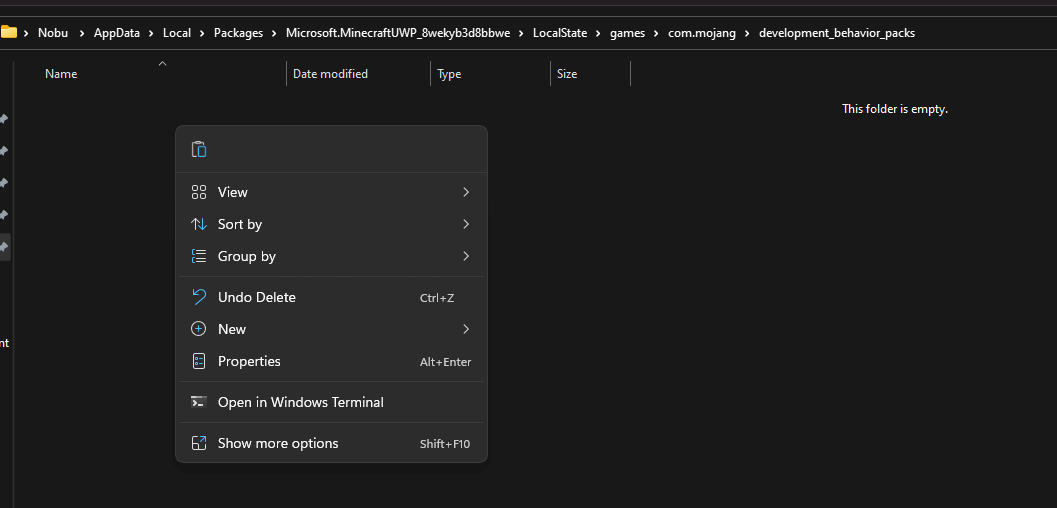 Nobu > AppData > Local > Packages > Microsoft.MinecraftUWP_8wekyb3d8bbwe > LocalState > games > com.mojang > development_behavior_packs
Name Date modified Type Size
This folder is empty.
View
Sort by
Group by
Undo Delete Ctrl+Z
New
nt
Properties Alt+Enter
Open in Windows Terminal
Show more options Shift+F10